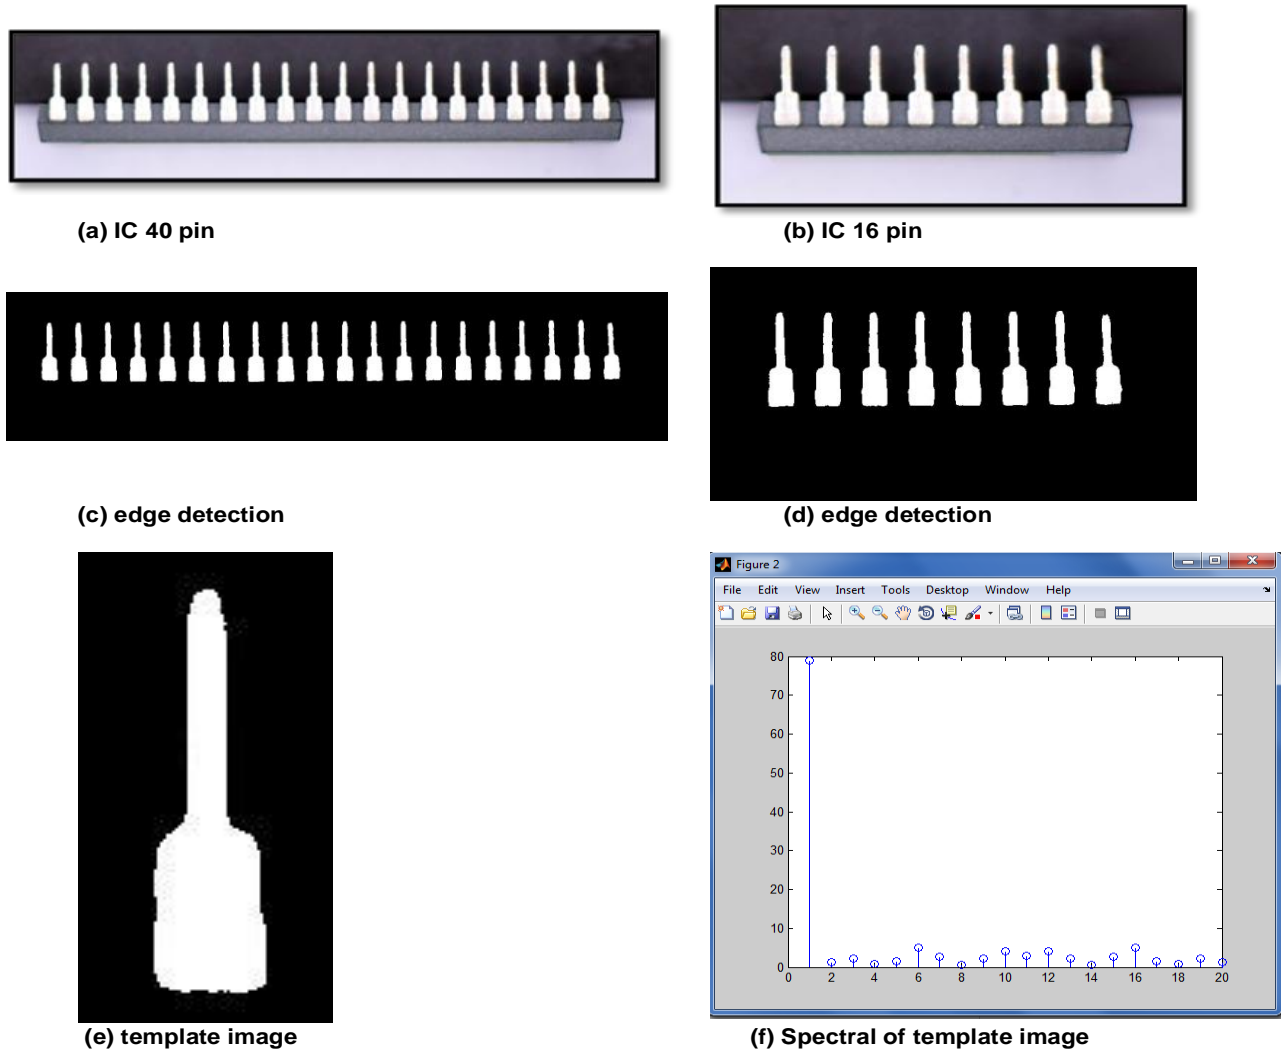 (a) IC 40 pin
(b) IC 16 pin
(c) edge detection
(d) edge detection
Figure 2
File Edit View Insert Tools Desktop Window Help
80
70
60
50
40
30
20
10
0
0 2 4 6 8 10 12 14 16 18 20
(e) template image
(f) Spectral of template image